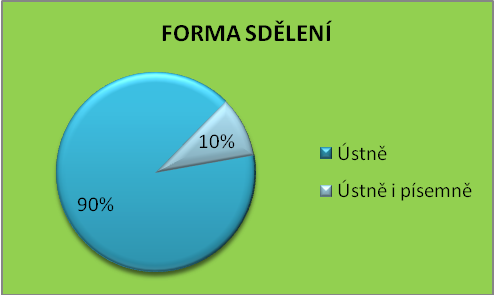 FORMA SDĚLENÍ
10%
90%
Ústně
Ústně i písemně